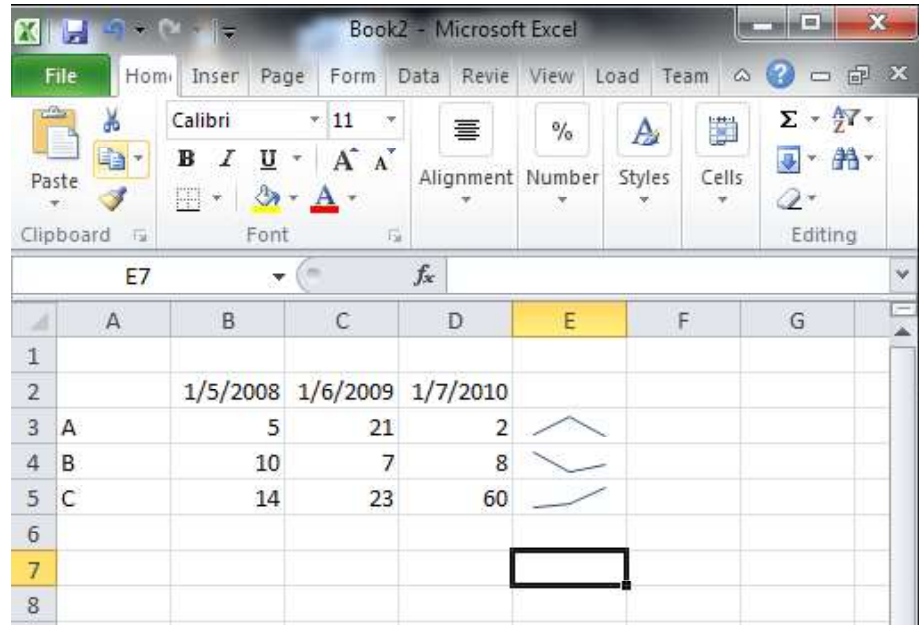 Book2 - Microsoft Excel
File Hom Inser Page Form Data Revie View Load Team
Calibri 11
B I U A A
A
Paste
Alignment Number Styles Cells
% A Σ A Z
Clipboard Font Editing
E7 fx
A B C D E F G
1
2 1/5/2008 1/6/2009 1/7/2010
3 A 5 21 2
4 B 10 7 8
5 C 14 23 60
6
7
8